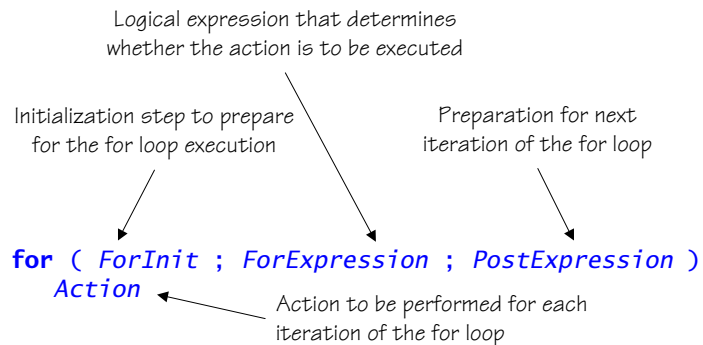 Logical expression that determines
whether the action is to be executed
Initialization step to prepare
for the for loop execution
Preparation for next
iteration of the for loop
for ( ForInit ; ForExpression ; PostExpression )
Action
Action to be performed for each
iteration of the for loop